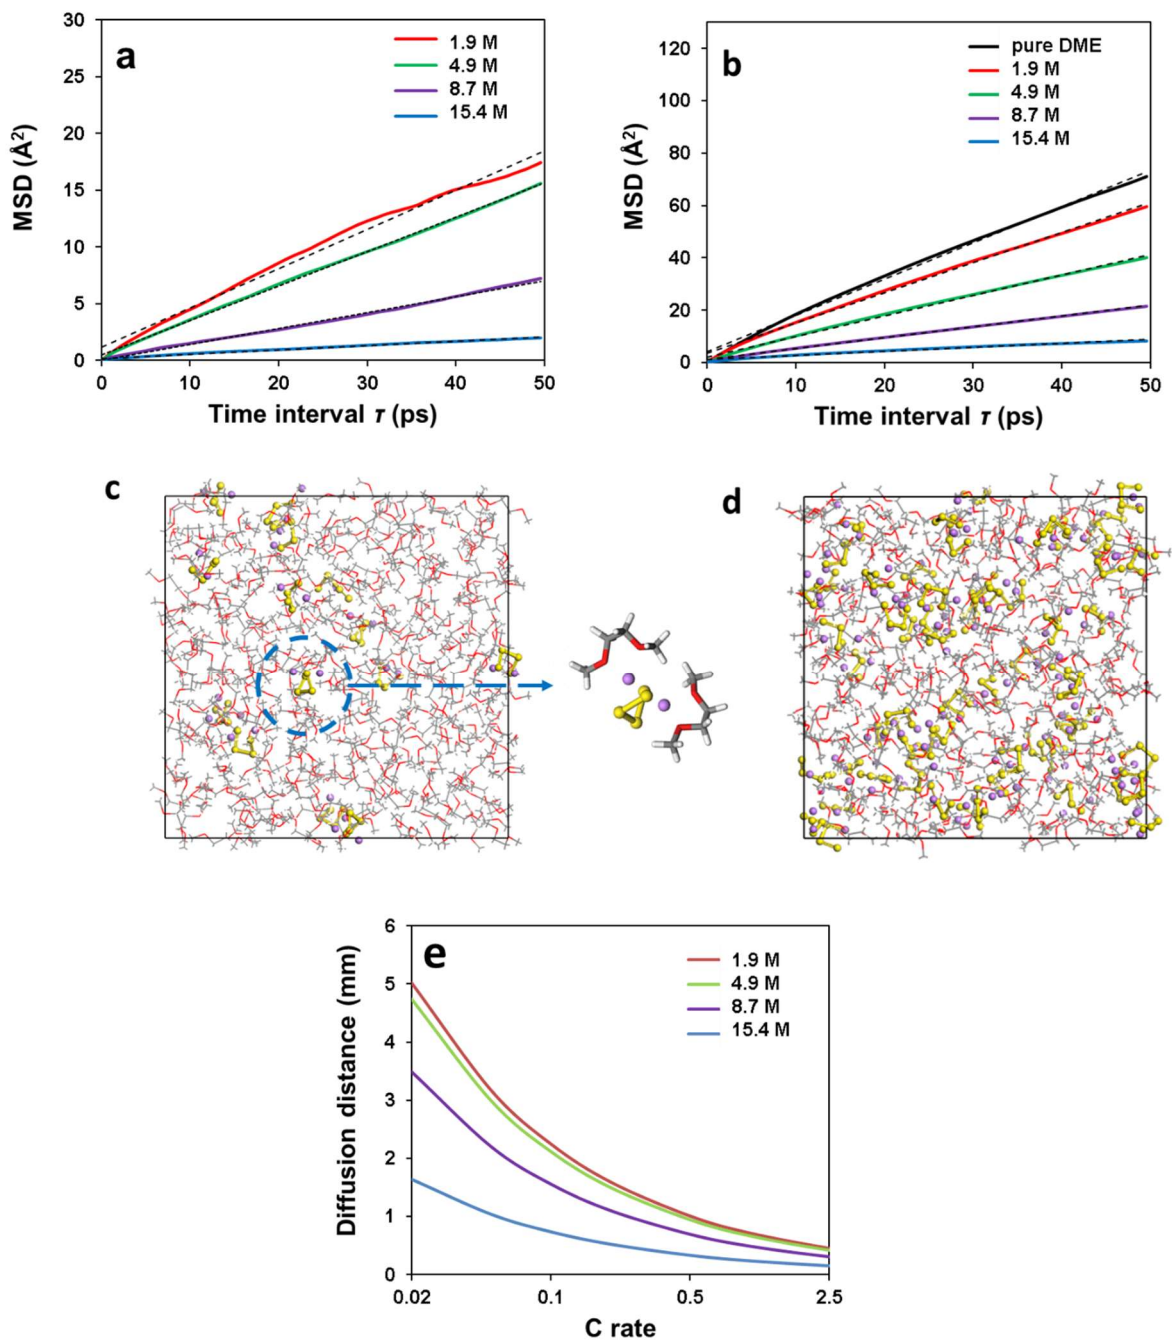 a
MSD (Å²)
30
25
20
15
10
5
0
0 10 20 30 40 50
Time interval τ (ps)
1.9 M
4.9 M
8.7 M
15.4 M
b
MSD (Å²)
120
100
80
60
40
20
0
0 10 20 30 40 50
Time interval τ (ps)
pure DME
1.9 M
4.9 M
8.7 M
15.4 M
c
d
e
Diffusion distance (mm)
6
5
4
3
2
1
0
0.02 0.1 0.5 2.5
C rate
1.9 M
4.9 M
8.7 M
15.4 M